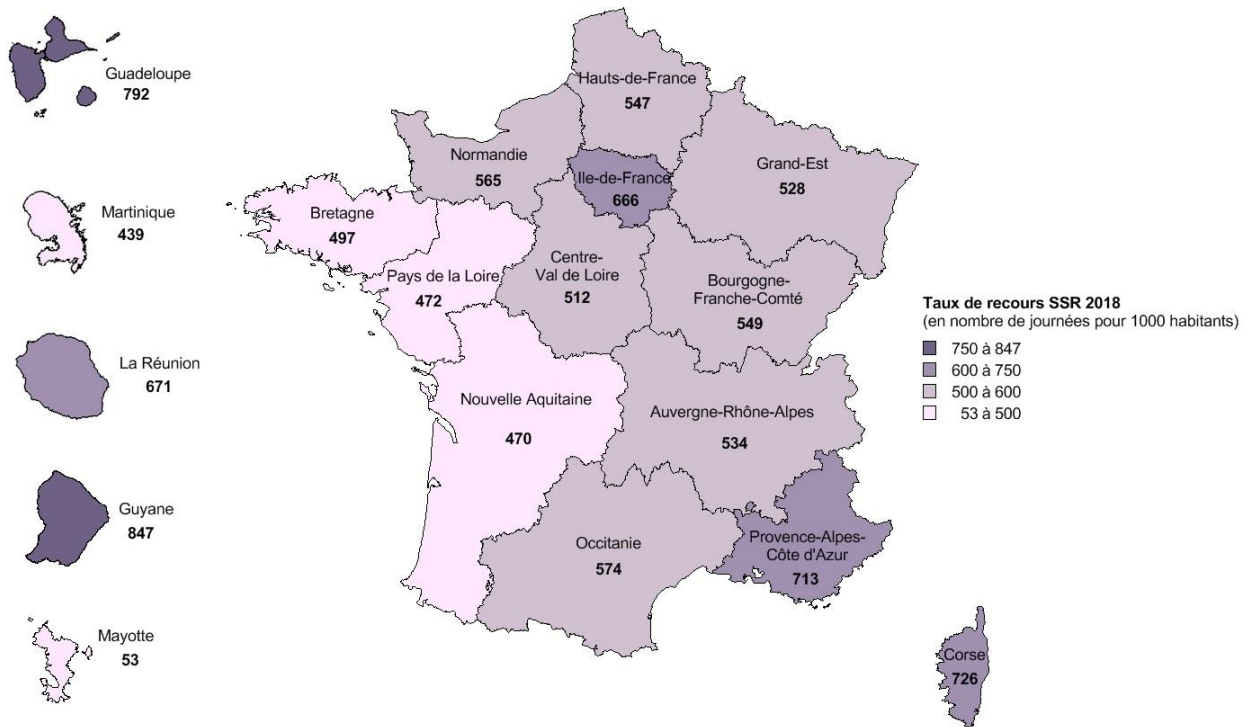 Guadeloupe
792
Martinique
439
La Réunion
671
Guyane
847
Mayotte
53
Hauts-de-France
547
Normandie
565
Ile-de-France
666
Grand-Est
528
Bretagne
497
Pays de la Loire
472
Centre-
Val de Loire
512
Bourgogne-
Franche-Comté
549
Nouvelle Aquitaine
470
Auvergne-Rhône-Alpes
534
Occitanie
574
Provence-Alpes-
Côte d'Azur
713
Corse
726
Taux de recours SSR 2018
(en nombre de journées pour 1000 habitants)
750 à 847
600 à 750
500 à 600
53 à 500